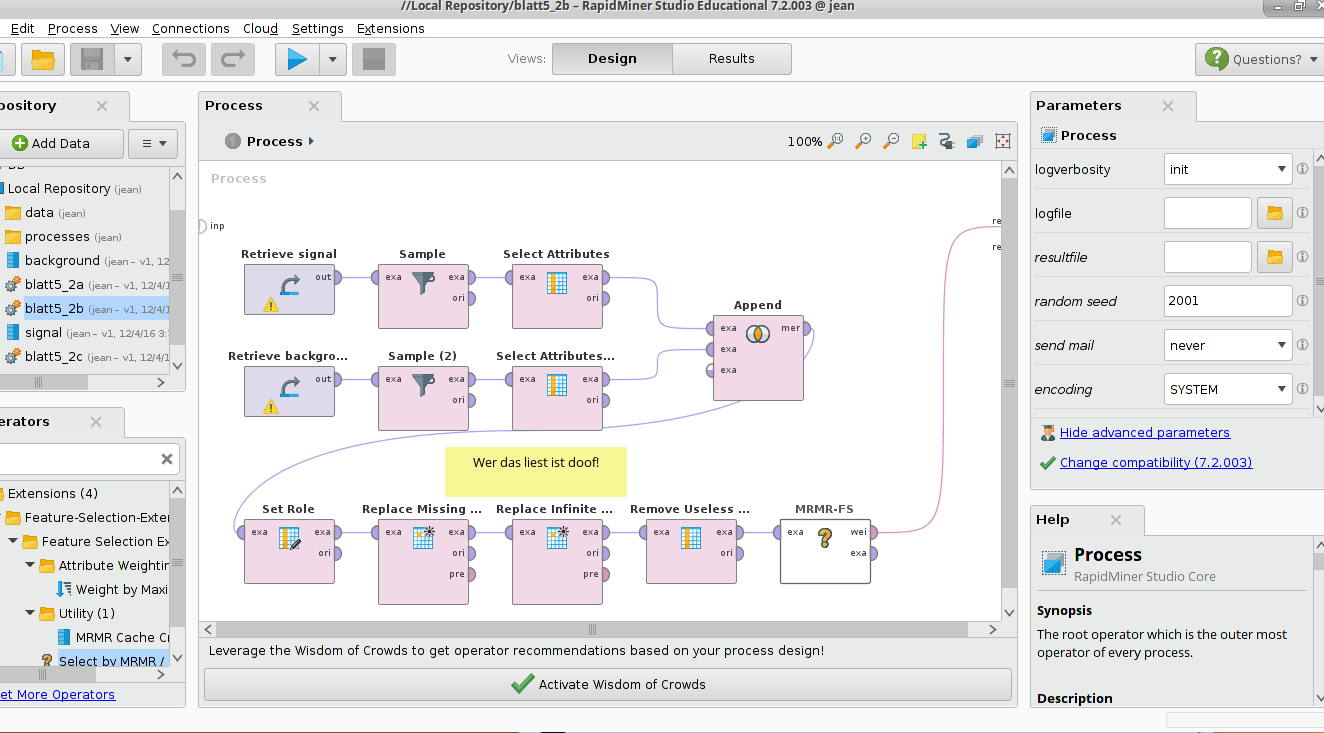 //Local Repository/blatt5_2b – RapidMiner Studio Educational 7.2.003 @ jean
Edit Process View Connections Cloud Settings Extensions
Views: Design Results Questions?
pository
Add Data
Local Repository (jean)
data (jean)
processes (jean)
background (jean – v1, 12
blatt5_2a (jean – v1, 12/4/1
blatt5_2b (jean – v1, 12/4/1
signal (jean – v1, 12/4/16 3:
blatt5_2c (jean – v1, 12/4/1
erators
Extensions (4)
Feature-Selection-Exter
Feature Selection Ex
Attribute Weightin
Weight by Maxi
Utility (1)
MRMR Cache Cr
Select by MRMR /
et More Operators
Process
Process
100%
Process
inp
re
re
Retrieve signal
out
Sample
exa exa
ori
Select Attributes
exa exa
ori
Append
exa mer
exa
exa
Retrieve backgro...
out
Sample (2)
exa exa
ori
Select Attributes...
exa exa
ori
Wer das liest ist doof!
Set Role
exa exa
ori
Replace Missing ...
exa exa
ori
pre
Replace Infinite ...
exa exa
ori
pre
Remove Useless ...
exa exa
ori
MRMR-FS
exa wei
exa
Leverage the Wisdom of Crowds to get operator recommendations based on your process design!
Activate Wisdom of Crowds
Parameters
Process
logverbosity init
logfile
resultfile
random seed 2001
send mail never
encoding SYSTEM
Hide advanced parameters
Change compatibility (7.2.003)
Help
Process
RapidMiner Studio Core
Synopsis
The root operator which is the outer most
operator of every process.
Description